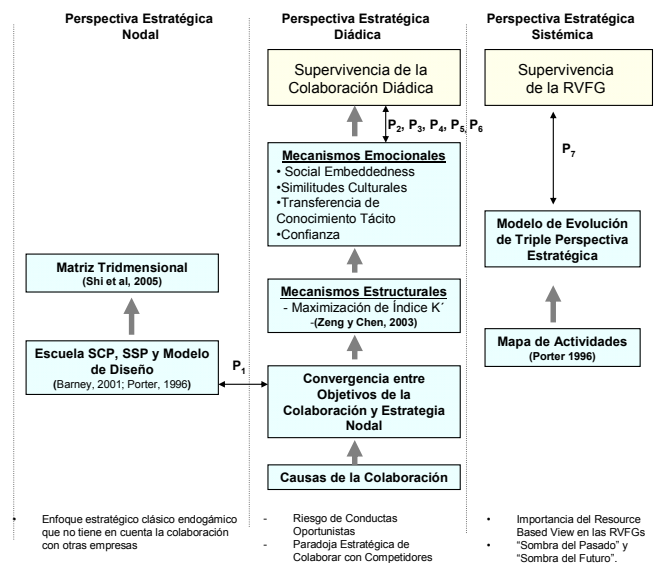 Perspectiva Estratégica
Nodal
Matriz Tridmensional
(Shi et al, 2005)
Escuela SCP, SSP y Modelo
de Diseño
(Barney, 2001; Porter, 1996)
P1
• Enfoque estratégico clásico endogámico
que no tiene en cuenta la colaboración
con otras empresas
Perspectiva Estratégica
Diádica
Supervivencia de la
Colaboración Diádica
P2, P3, P4, P5, P6
Mecanismos Emocionales
• Social Embeddedness
•Similitudes Culturales
•Transferencia de
Conocimiento Tácito
•Confianza
Mecanismos Estructurales
- Maximización de Índice K´
-(Zeng y Chen, 2003)
Convergencia entre
Objetivos de la
Colaboración y Estrategia
Nodal
Causas de la Colaboración
- Riesgo de Conductas
Oportunistas
- Paradoja Estratégica de
Colaborar con Competidores
Perspectiva Estratégica
Sistémica
Supervivencia
de la RVFG
P7
Modelo de Evolución
de Triple Perspectiva
Estratégica
Mapa de Actividades
(Porter 1996)
• Importancia del Resource
Based View en las RVFGs
• “Sombra del Pasado” y
“Sombra del Futuro”.